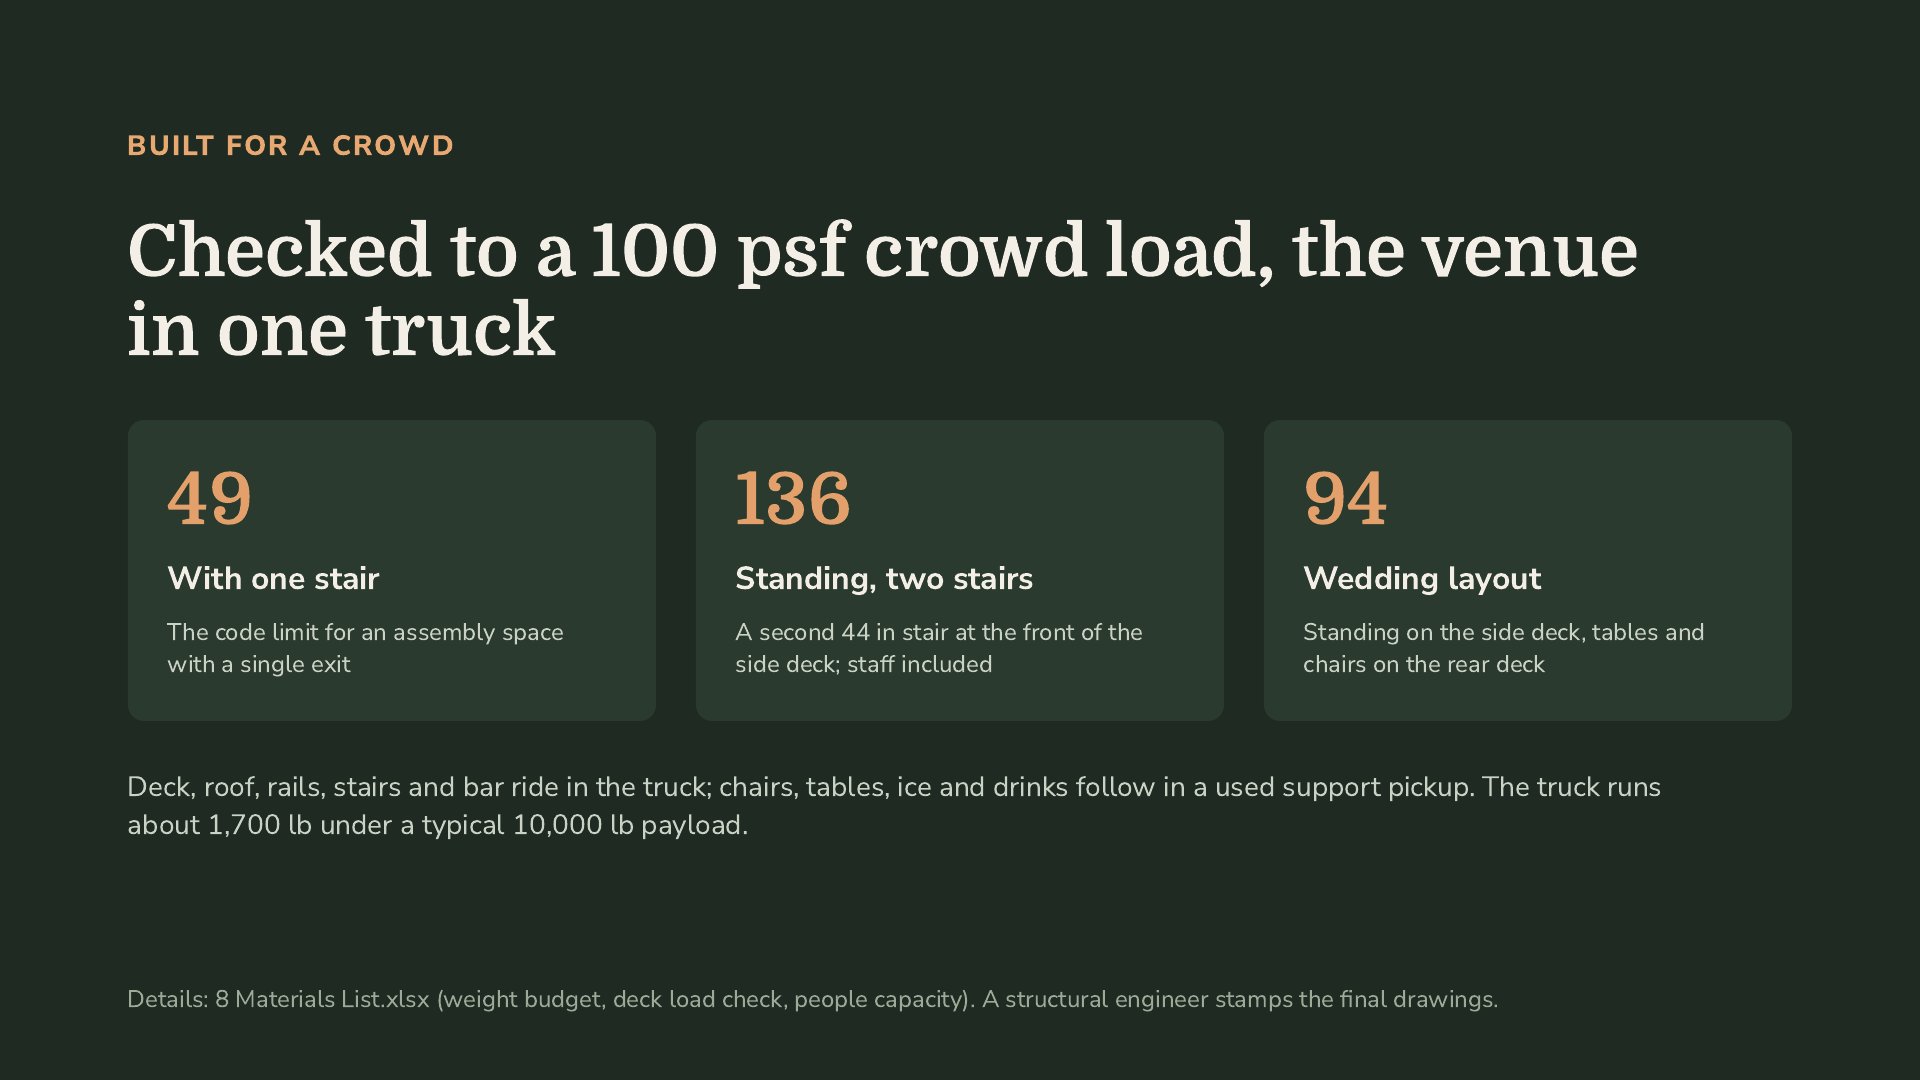 BUILT FOR A CROWD
Checked to a 100 psf crowd load, the venue
in one truck
49
With one stair
The code limit for an assembly space
with a single exit
136
Standing, two stairs
A second 44 in stair at the front of the
side deck; staff included
94
Wedding layout
Standing on the side deck, tables and
chairs on the rear deck
Deck, roof, rails, stairs and bar ride in the truck; chairs, tables, ice and drinks follow in a used support pickup. The truck runs
about 1,700 lb under a typical 10,000 lb payload.
Details: 8 Materials List.xlsx (weight budget, deck load check, people capacity). A structural engineer stamps the final drawings.